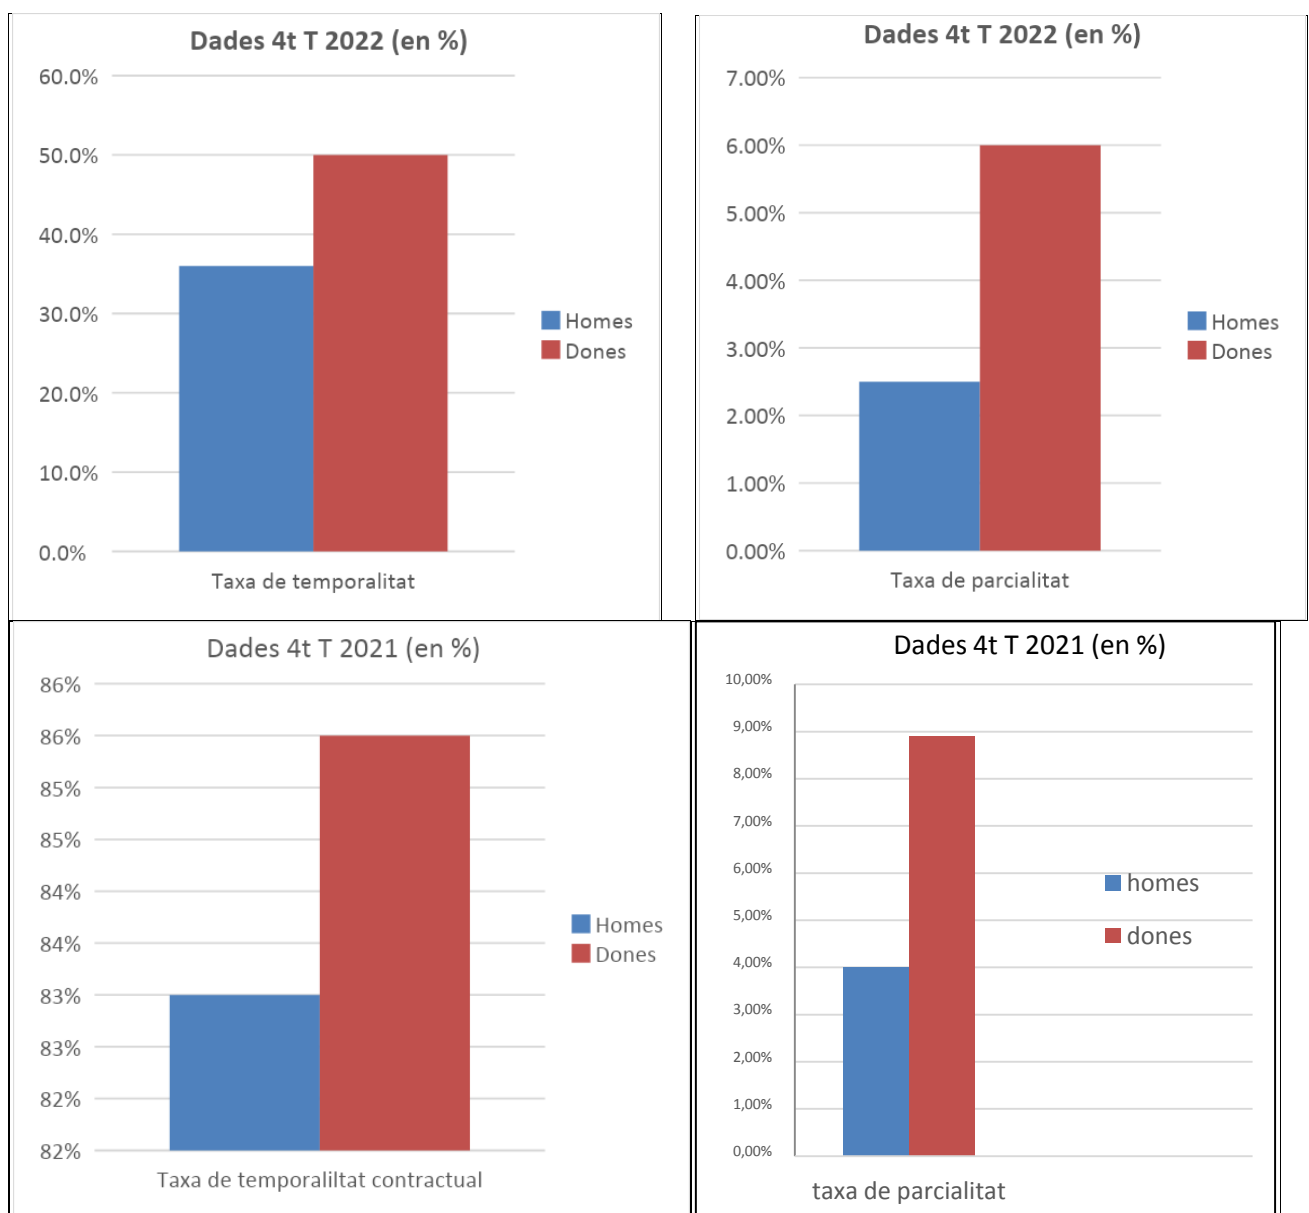 Dades 4t T 2022 (en %)
60.0%
50.0%
40.0%
30.0%
20.0%
10.0%
0.0%
Homes
Dones
Taxa de temporalitat
Dades 4t T 2022 (en %)
7.00%
6.00%
5.00%
4.00%
3.00%
2.00%
1.00%
0.00%
Homes
Dones
Taxa de parcialitat
Dades 4t T 2021 (en %)
86%
86%
85%
85%
84%
84%
83%
83%
82%
82%
Homes
Dones
Taxa de temporaliltat contractual
Dades 4t T 2021 (en %)
10,00%
9,00%
8,00%
7,00%
6,00%
5,00%
4,00%
3,00%
2,00%
1,00%
0,00%
homes
dones
taxa de parcialitat